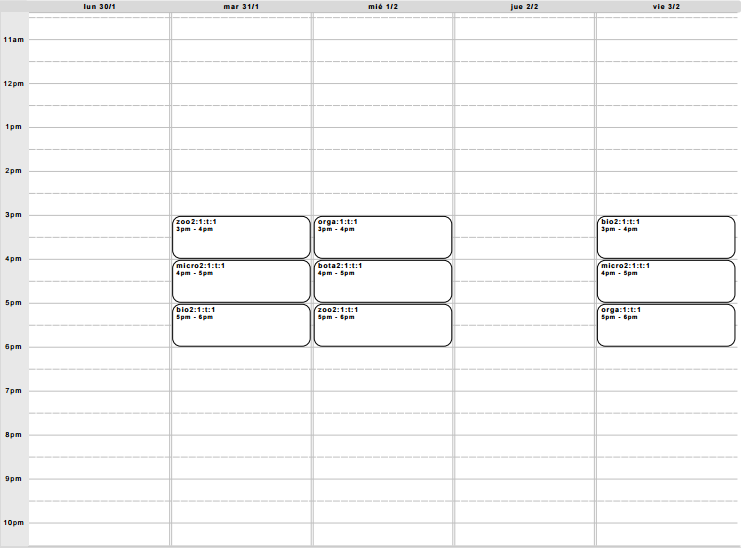 lun 30/1 mar 31/1 mié 1/2 jue 2/2 vie 3/2
11am
12pm
1pm
2pm
3pm
zoo2:1:t:1 orga:1:t:1 bio2:1:t:1
3pm - 4pm 3pm - 4pm 3pm - 4pm
4pm
micro2:1:t:1 bota2:1:t:1 micro2:1:t:1
4pm - 5pm 4pm - 5pm 4pm - 5pm
5pm
bio2:1:t:1 zoo2:1:t:1 orga:1:t:1
5pm - 6pm 5pm - 6pm 5pm - 6pm
6pm
7pm
8pm
9pm
10pm